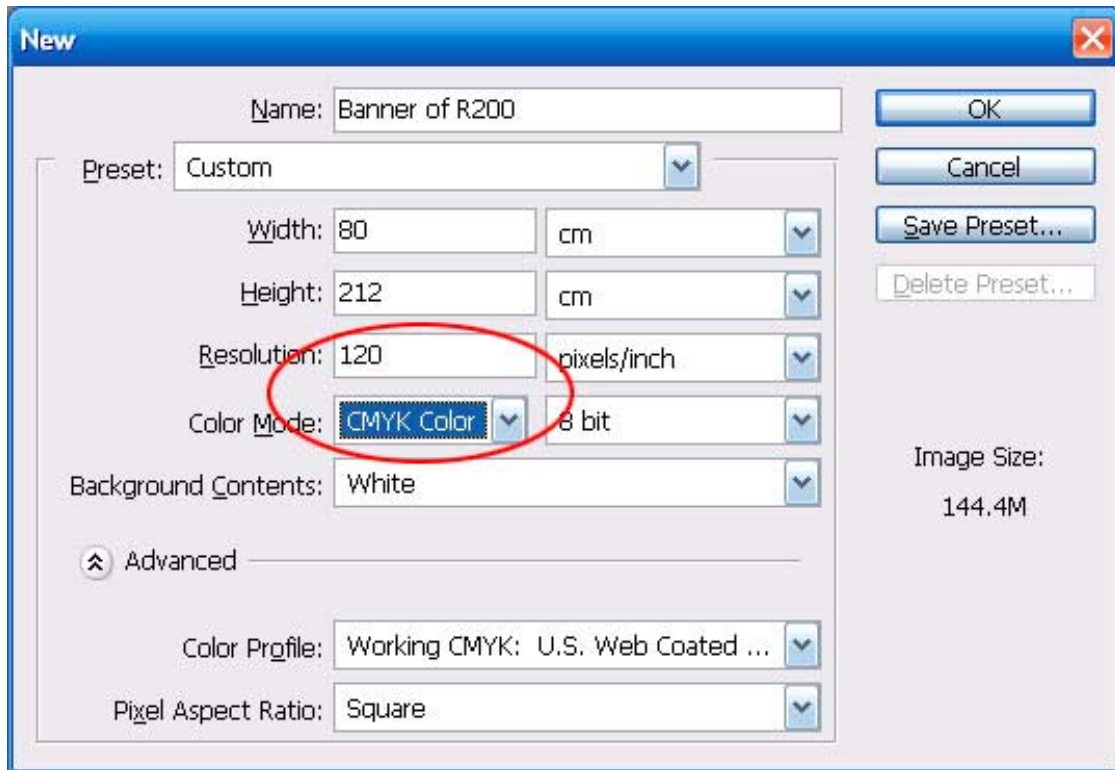 New
Name: Banner of R200
OK
Preset: Custom
Cancel
Width: 80 cm
Save Preset...
Height: 212 cm
Delete Preset...
Resolution: 120 pixels/inch
Color Mode: CMYK Color 8 bit
Background Contents: White
Image Size:
144.4M
Advanced
Color Profile: Working CMYK: U.S. Web Coated ...
Pixel Aspect Ratio: Square